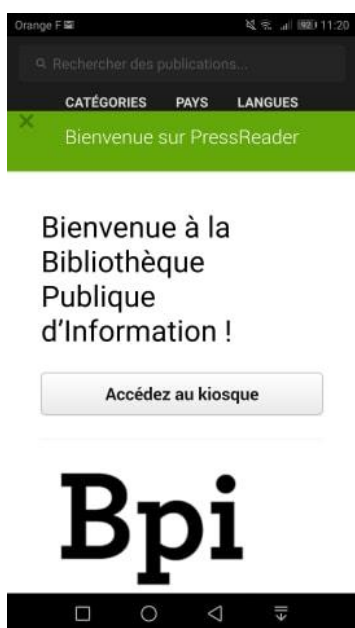 Orange F 92 11:20
Rechercher des publications...
CATÉGORIES PAYS LANGUES
Bienvenue sur PressReader
Bienvenue à la
Bibliothèque
Publique
d'Information !
Accédez au kiosque
Bpi